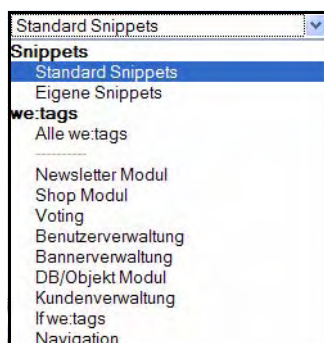 Standard Snippets
Snippets
Standard Snippets
Eigene Snippets
we:tags
Alle we:tags
----------
Newsletter Modul
Shop Modul
Voting
Benutzerverwaltung
Bannerverwaltung
DB/Objekt Modul
Kundenverwaltung
If we:tags
Navigation